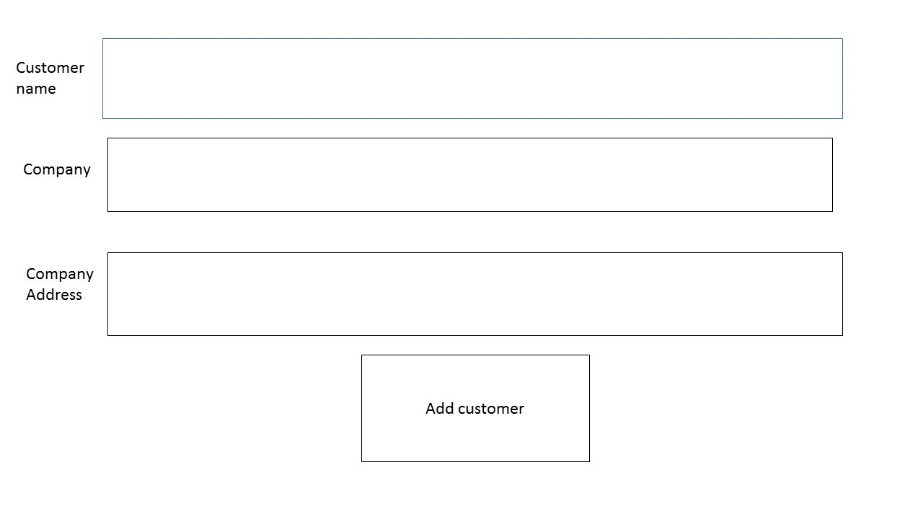 Customer
name
Company
Company
Address
Add customer